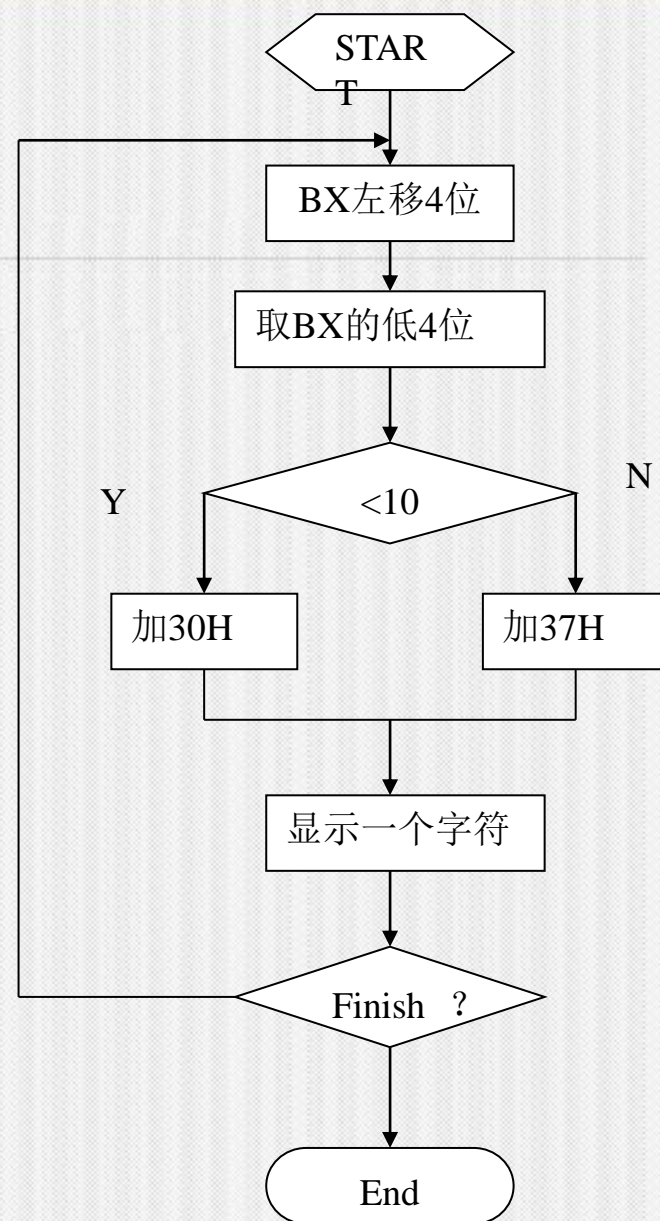 STAR
T
BX左移4位
取BX的低4位
<10
Y
N
加30H
加37H
显示一个字符
Finish ？
End